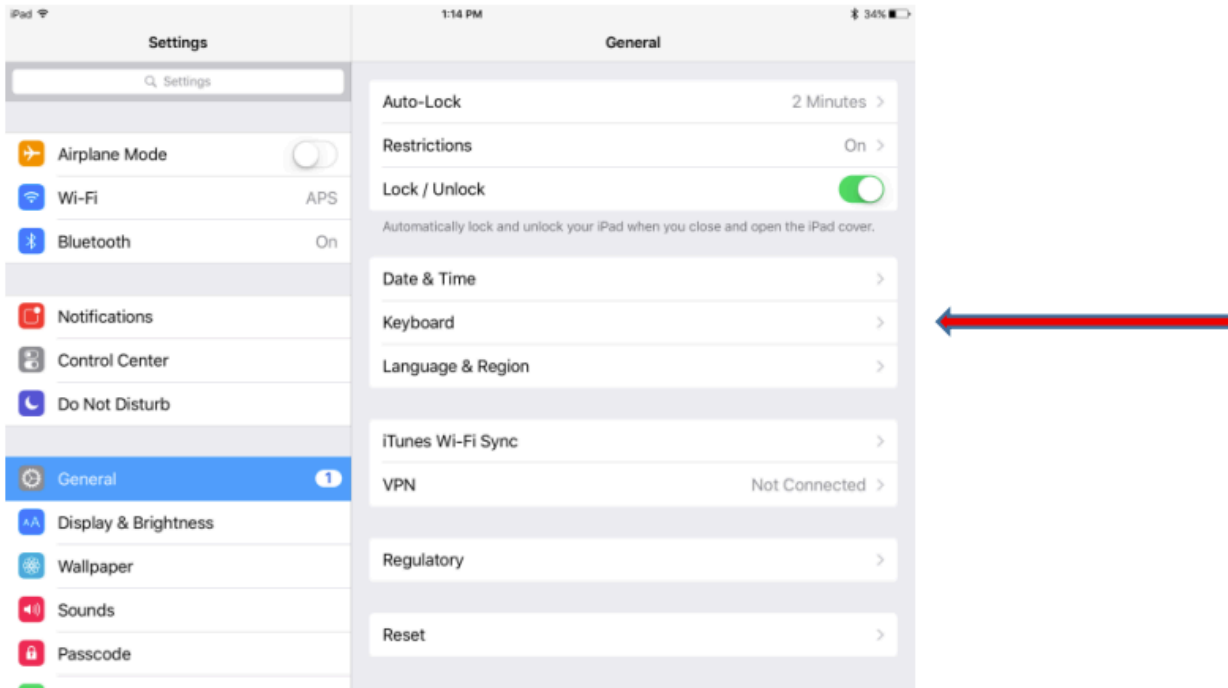 iPad 1:14 PM 34%
Settings
General
Settings
Airplane Mode
Wi-Fi APS
Bluetooth On
Notifications
Control Center
Do Not Disturb
General 1
Display & Brightness
Wallpaper
Sounds
Passcode
Auto-Lock 2 Minutes
Restrictions On
Lock / Unlock
Automatically lock and unlock your iPad when you close and open the iPad cover.
Date & Time
Keyboard
Language & Region
iTunes Wi-Fi Sync
VPN Not Connected
Regulatory
Reset